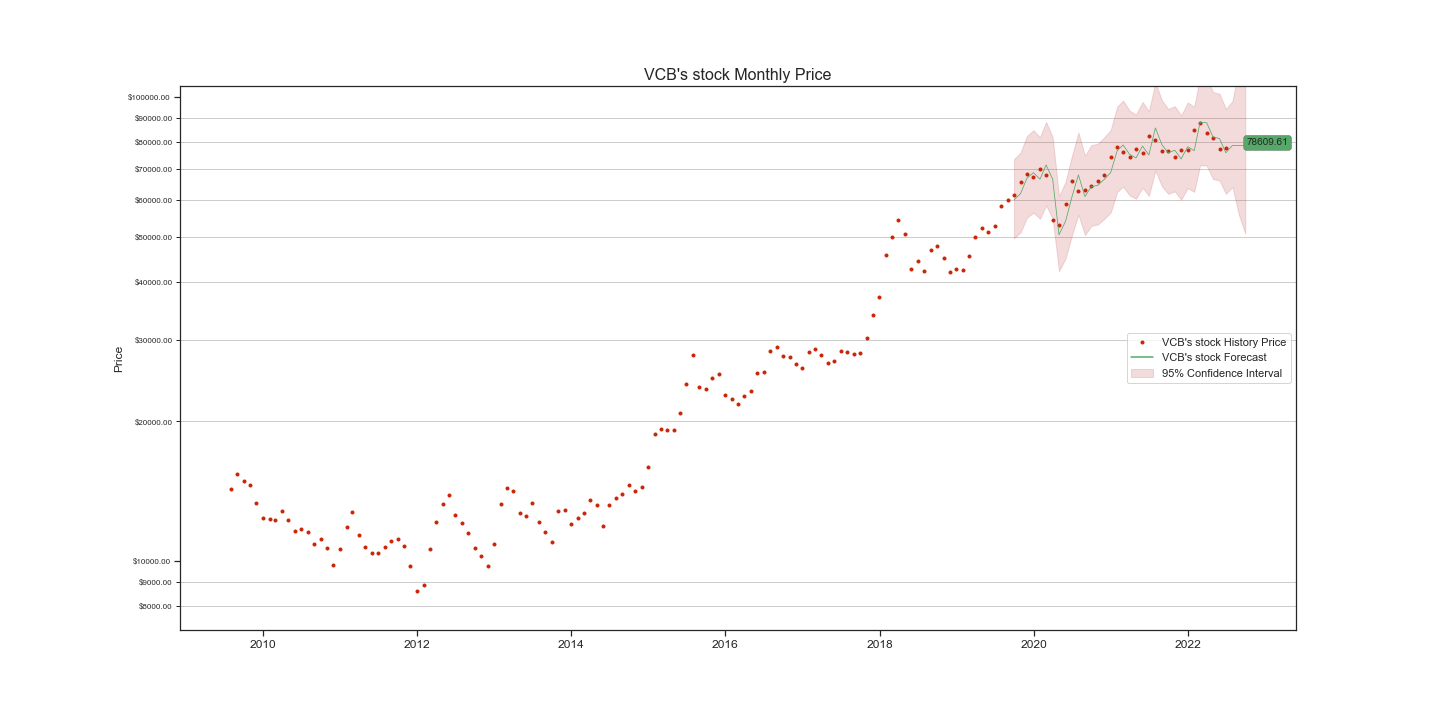 VCB's stock Monthly Price
$100000.00
$90000.00
$80000.00
$70000.00
$60000.00
$50000.00
$40000.00
$30000.00
$20000.00
$10000.00
$9000.00
$8000.00
Price
78609.61
VCB's stock History Price
VCB's stock Forecast
95% Confidence Interval
2010 2012 2014 2016 2018 2020 2022